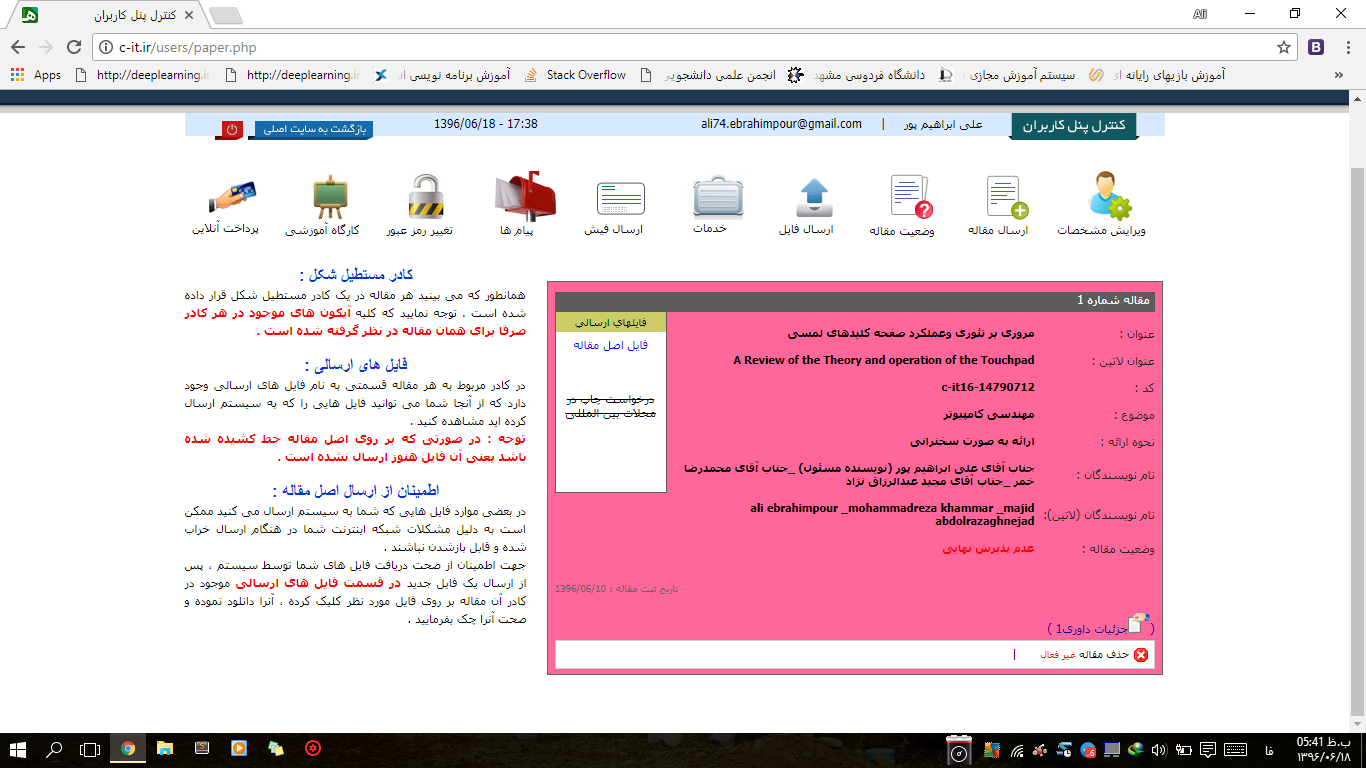 کنترل پنل کاربران
Ali
c-it.ir/users/paper.php
Apps
http://deeplearning.ir
http://deeplearning.ir
آموزش برنامه نویسی
Stack Overflow
انجمن علمی دانشجویی
دانشگاه فردوسی مشهد
سیستم آموزش مجازی
آموزش بازیهای رایانه ای
کنترل پنل کاربران
علی ابراهیم پور | ali74.ebrahimpour@gmail.com
1396/06/18 - 17:38
بازگشت به سایت اصلی
ویرایش مشخصات
ارسال مقاله
وضعیت مقاله
ارسال فایل
خدمات
ارسال فیش
پیام ها
تغییر رمز عبور
کارگاه آموزشی
پرداخت آنلاین
مقاله شماره 1
عنوان : مروری بر تئوری وعملکرد صفحه کلیدهای لمسی
عنوان لاتین : A Review of the Theory and operation of the Touchpad
کد : c-it16-14790712
موضوع : مهندسی کامپیوتر
نحوه ارائه : ارائه به صورت سخنرانی
نام نویسندگان : جناب آقای علی ابراهیم پور (نویسنده مسئول) _جناب آقای محمدرضا
خمر _جناب آقای مجید عبدالرزاق نژاد
نام نویسندگان (لاتین): ali ebrahimpour _mohammadreza khammar _majid
abdolrazaghnejad
وضعیت مقاله : عدم پذیرش نهایی
تاریخ ثبت مقاله : 1396/06/10
( جزئیات داوری1 )
حذف مقاله غیر فعال |
فایلهاي ارسالي
فایل اصل مقاله
درخواست چاپ در
مجلات بین المللی
کادر مستطیل شکل :
همانطور که می بینید هر مقاله در یک کادر مستطیل شکل قرار داده
شده است . توجه نمایید که کلیه آیکون های موجود در هر کادر
صرفا برای همان مقاله در نظر گرفته شده است .
فایل های ارسالی :
در کادر مربوط به هر مقاله قسمتی به نام فایل های ارسالی وجود
دارد که از آنجا شما می توانید فایل هایی را که به سیستم ارسال
کرده اید مشاهده کنید .
توجه : در صورتی که بر روی اصل مقاله خط کشیده شده
باشد یعنی آن فایل هنوز ارسال نشده است .
اطمینان از ارسال اصل مقاله :
در بعضی موارد فایل هایی که شما به سیستم ارسال می کنید ممکن
است به دلیل مشکلات شبکه اینترنت شما در هنگام ارسال خراب
شده و قابل بازشدن نباشند .
جهت اطمینان از صحت دریافت فایل های شما توسط سیستم ، پس
از ارسال یک فایل جدید در قسمت فایل های ارسالی موجود در
کادر آن مقاله بر روی فایل مورد نظر کلیک کرده ، آنرا دانلود نموده و
صحت آنرا چک بفرمایید .
فا
05:41 ب.ظ
۱۳۹۶/۰۶/۱۸